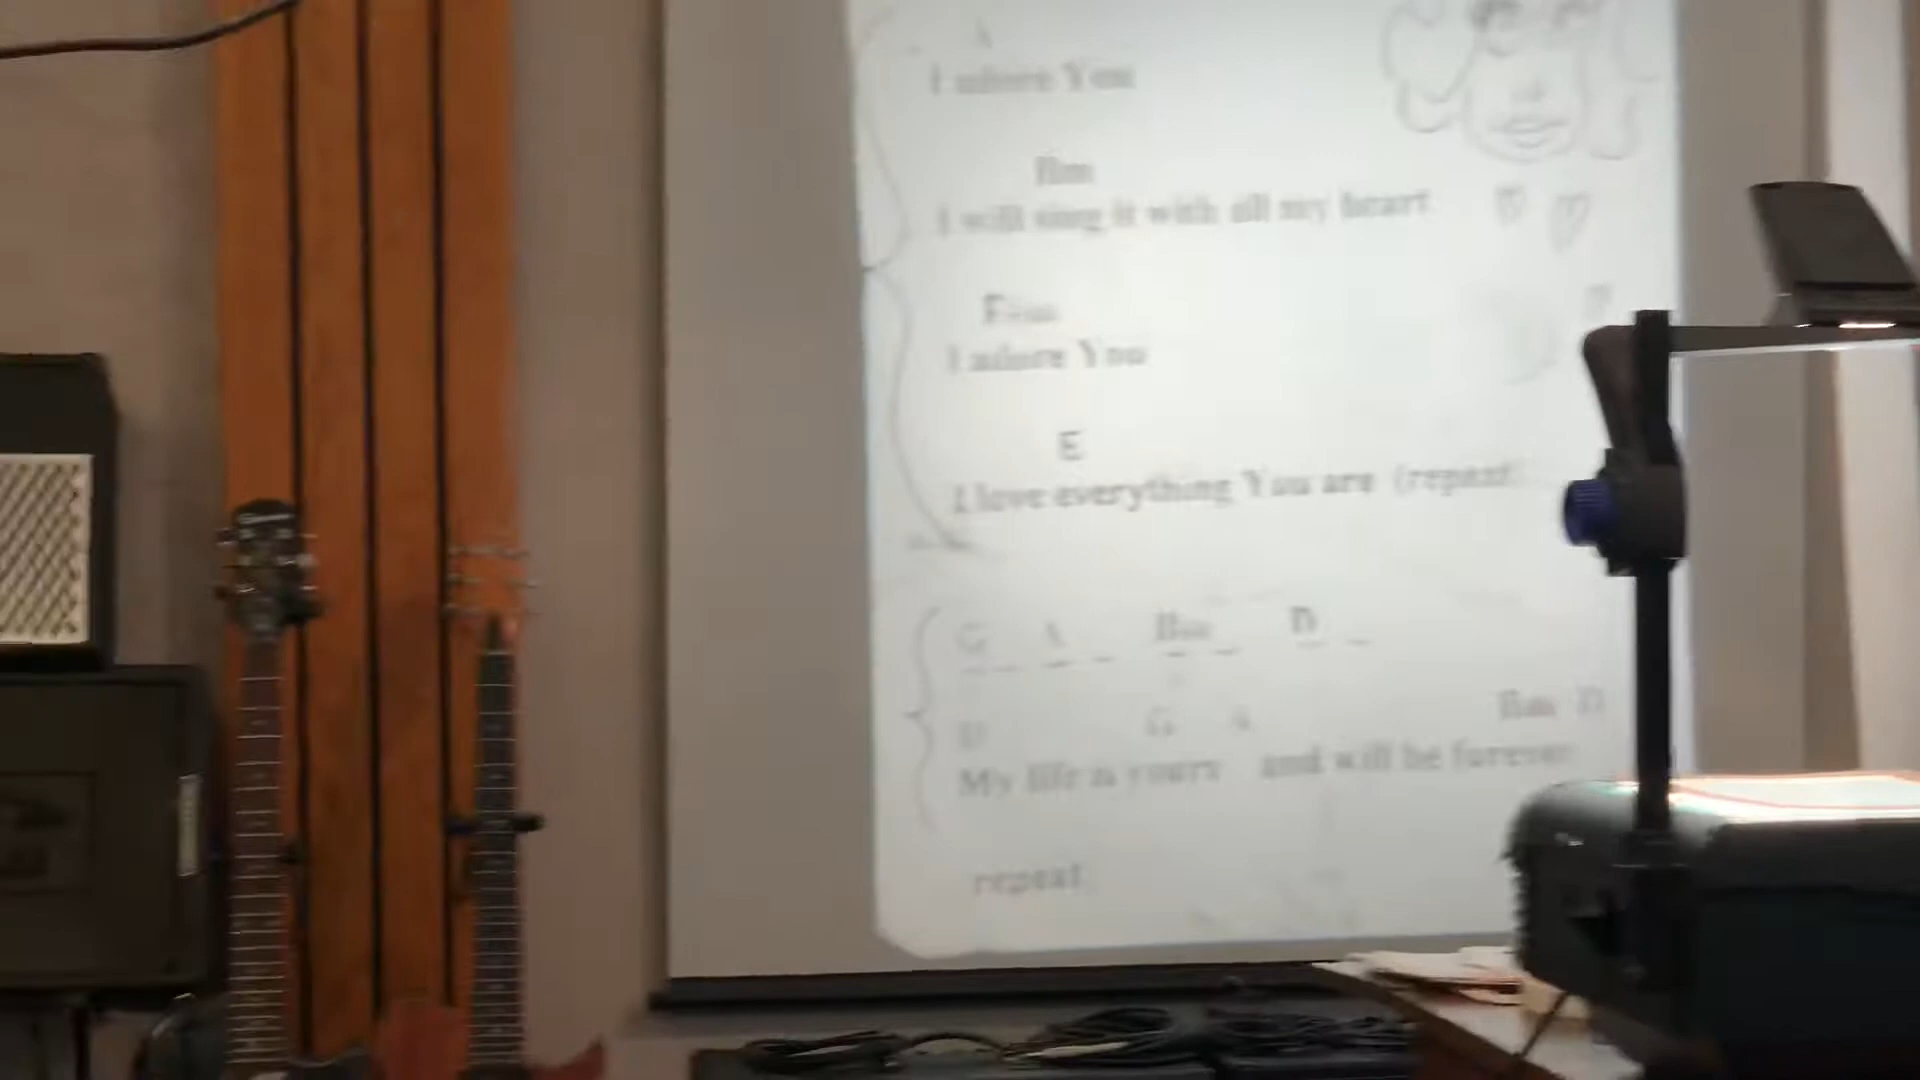 A
I adore You
Bm
I will sing it with all my heart
I adore You
E
I love everything You are (repeat
G A Bm D
D G A Bm D
My life is yours and will be forever
repeat